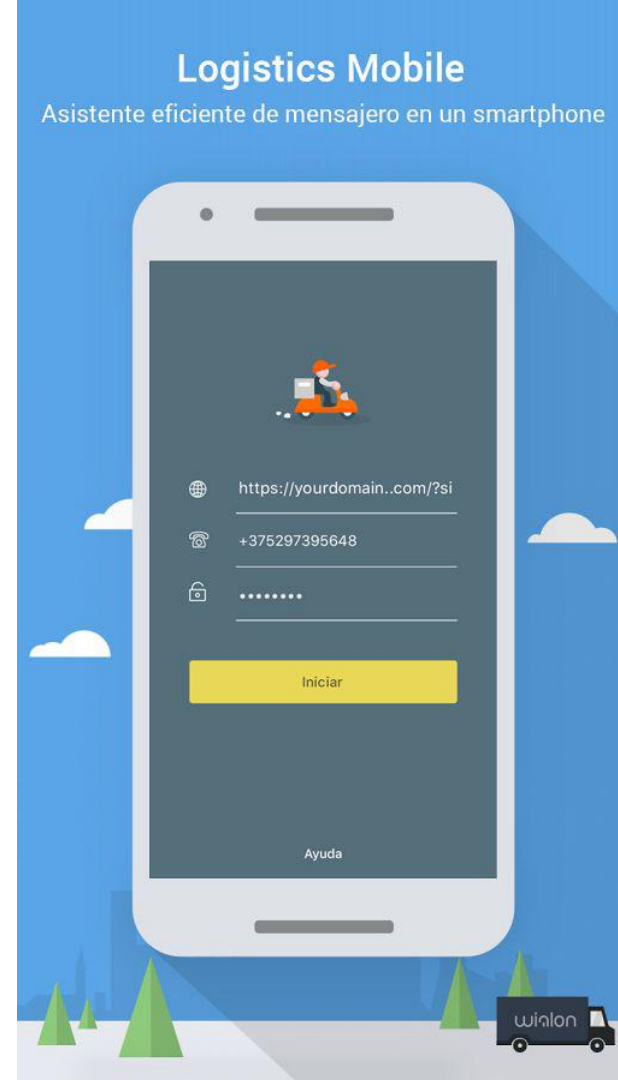 Logistics Mobile
Asistente eficiente de mensajero en un smartphone
https://yourdomain..com/?si
+375297395648
••••••••
Iniciar
Ayuda
wialon